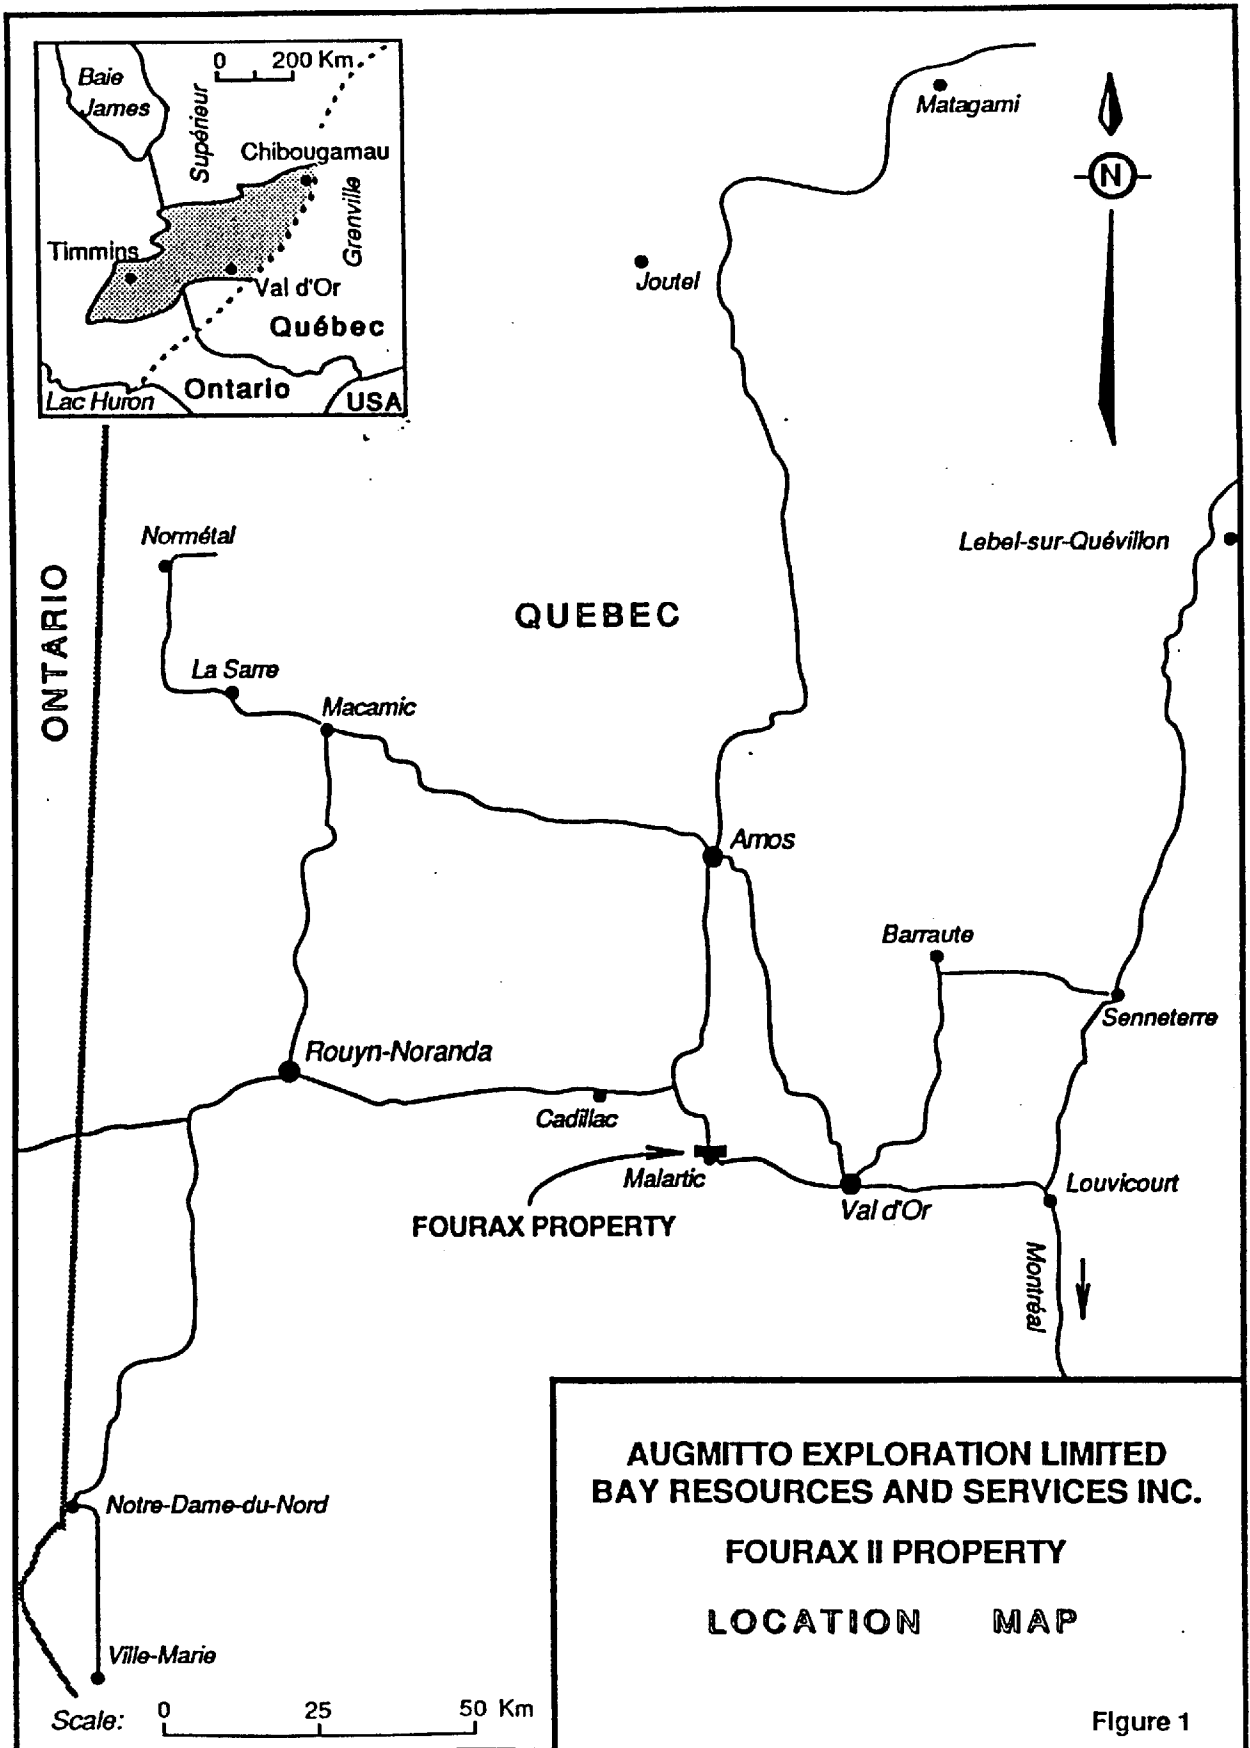 0 200 Km
Baie
James
Supérieur
Chibougamau
Grenville
Timmins
Val d'Or
Québec
Ontario
Lac Huron
USA
Matagami
N
Joutel
Normétal
Lebel-sur-Quévillon
ONTARIO
QUEBEC
La Sarre
Macamic
Amos
Barraute
Senneterre
Rouyn-Noranda
Cadillac
Malartic
Louvicourt
Val d'Or
FOURAX PROPERTY
Montréal
Notre-Dame-du-Nord
Ville-Marie
Scale: 0 25 50 Km
AUGMITTO EXPLORATION LIMITED
BAY RESOURCES AND SERVICES INC.
FOURAX II PROPERTY
LOCATION MAP
Figure 1